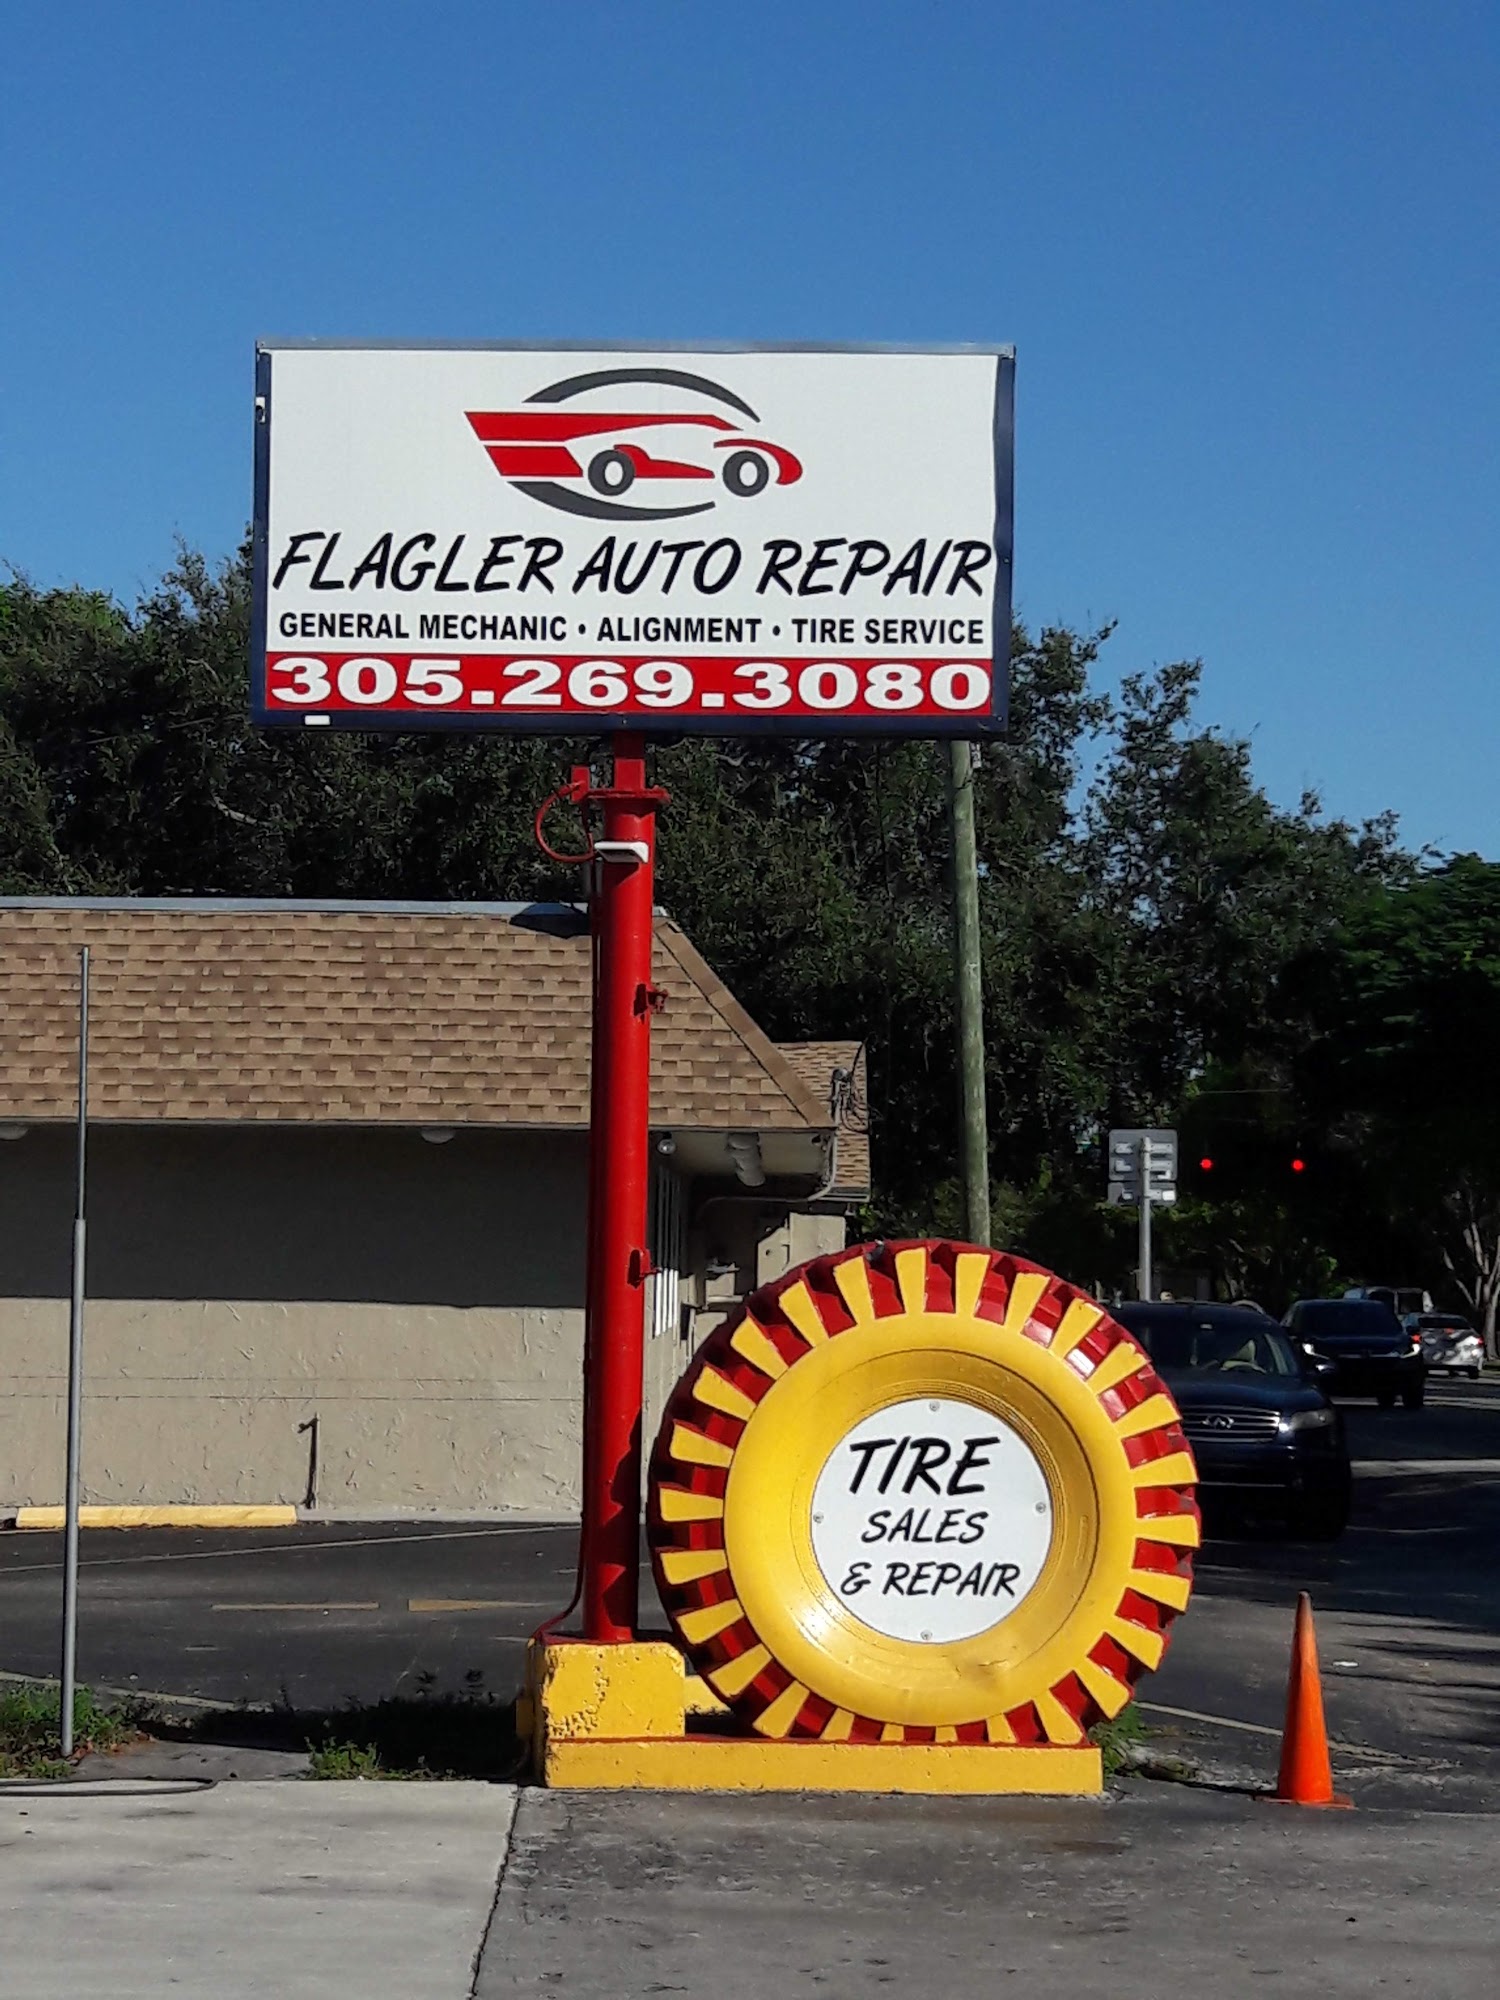 FLAGLER AUTO REPAIR
GENERAL MECHANIC • ALIGNMENT • TIRE SERVICE
305.269.3080
TIRE
SALES
& REPAIR